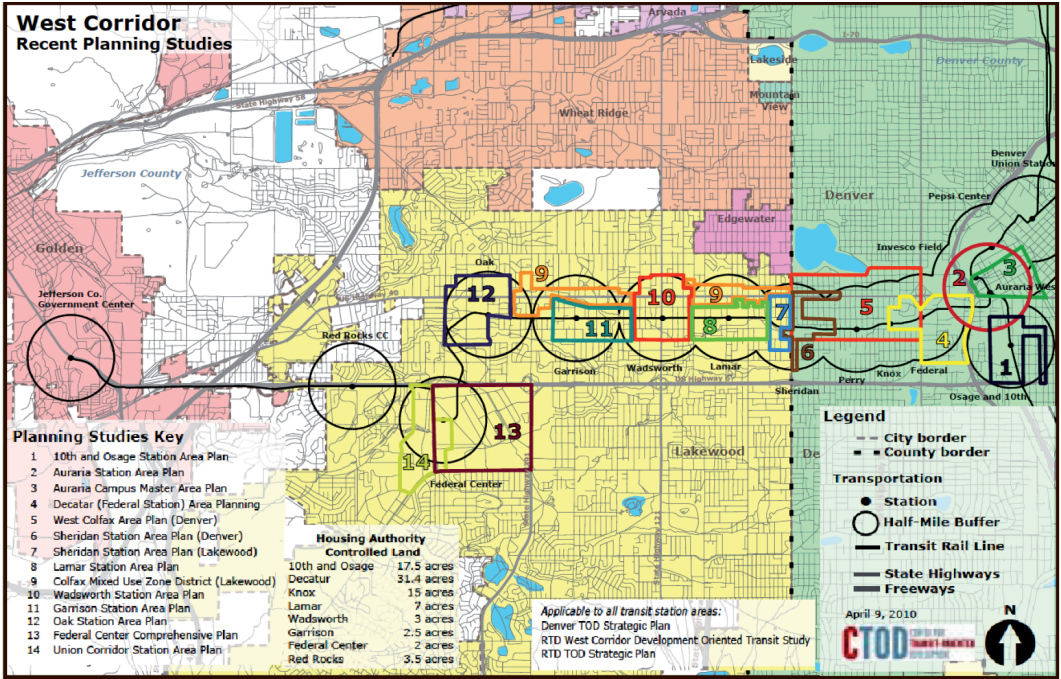 West Corridor
Recent Planning Studies
Arvada
I-70
Lakeside
Denver County
State Highway 58
Mountain
View
Wheat Ridge
Jefferson County
Denver
Union Station
Denver
Pepsi Center
Edgewater
Golden
Invesco Field
Oak
9
2
3
Jefferson Co.
Government Center
US Highway 40
12
10
9
Auraria West
5
7
11
8
Red Rocks CC
6
4
1
Garrison
Wadsworth
Lamar
Perry
Knox
Federal
Sheridan
Osage and 10th
13
14
Lakewood
De
Federal Center
Planning Studies Key
1 10th and Osage Station Area Plan
2 Auraria Station Area Plan
3 Auraria Campus Master Area Plan
4 Decatar (Federal Station) Area Planning
5 West Colfax Area Plan (Denver)
6 Sheridan Station Area Plan (Denver)
7 Sheridan Station Area Plan (Lakewood)
8 Lamar Station Area Plan
9 Colfax Mixed Use Zone District (Lakewood)
10 Wadsworth Station Area Plan
11 Garrison Station Area Plan
12 Oak Station Area Plan
13 Federal Center Comprehensive Plan
14 Union Corridor Station Area Plan
Housing Authority
Controlled Land
10th and Osage 17.5 acres
Decatur 31.4 acres
Knox 15 acres
Lamar 7 acres
Wadsworth 3 acres
Garrison 2.5 acres
Federal Center 2 acres
Red Rocks 3.5 acres
Applicable to all transit station areas:
Denver TOD Strategic Plan
RTD West Corridor Development Oriented Transit Study
RTD TOD Strategic Plan
Legend
City border
County border
Transportation
Station
Half-Mile Buffer
Transit Rail Line
State Highways
Freeways
April 9, 2010
N
CTOD